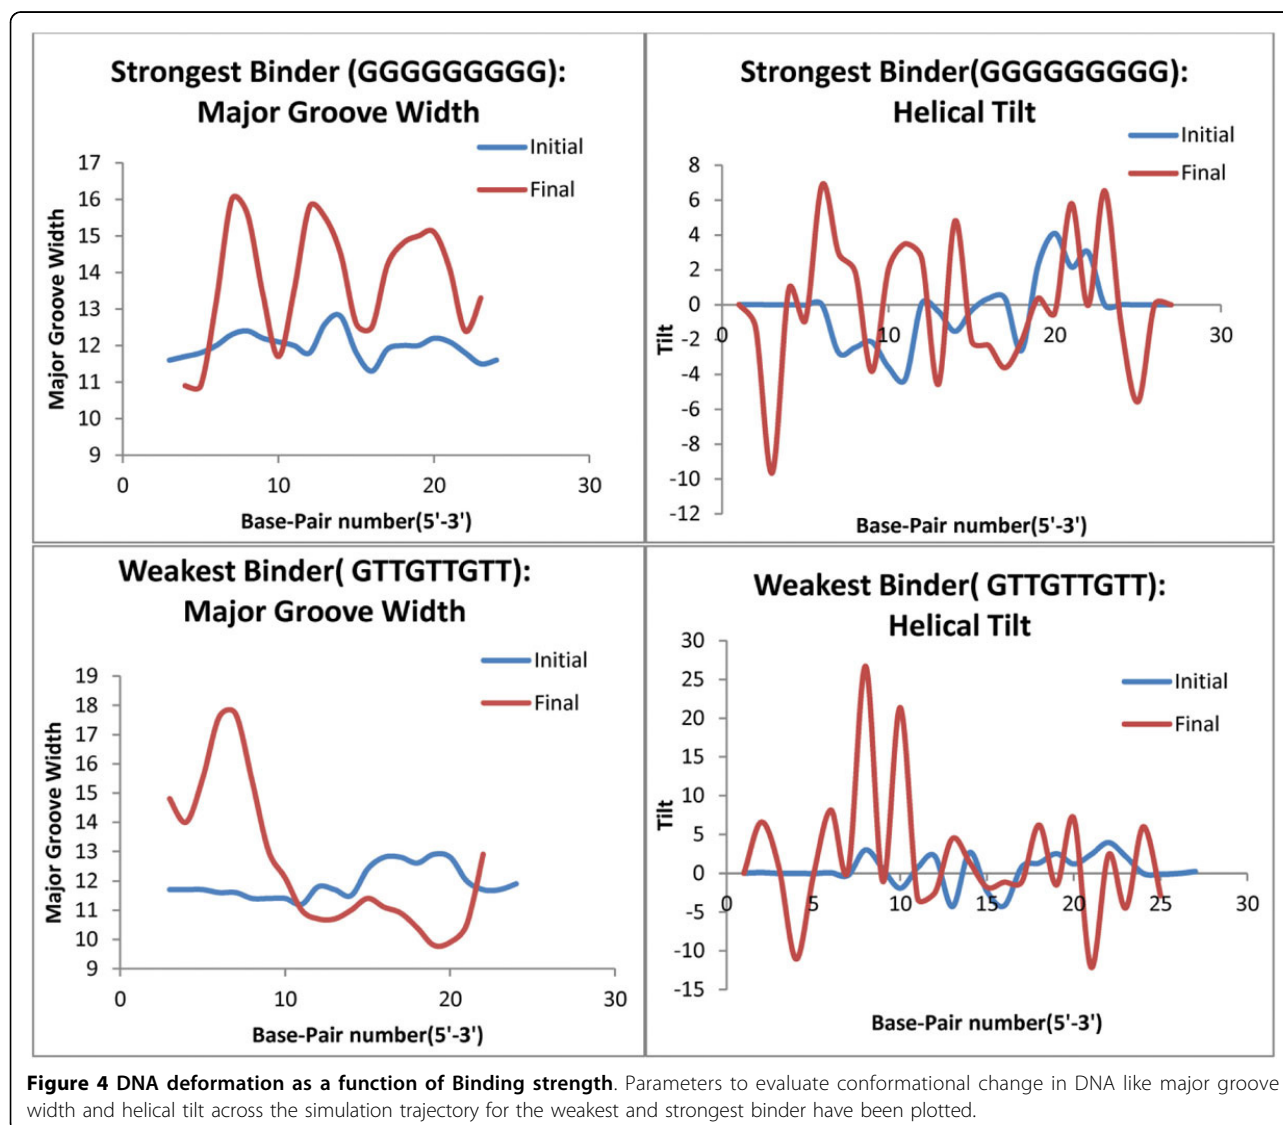 Strongest Binder (GGGGGGGGG):
Major Groove Width
Initial
Final
17
16
15
14
13
12
11
10
9
Major Groove Width
0
10
20
30
Base-Pair number(5'-3')
Strongest Binder(GGGGGGGGG):
Helical Tilt
Initial
Final
8
6
4
2
0
-2
-4
-6
-8
-10
-12
Tilt
10
20
30
Base-Pair number(5'-3')
Weakest Binder( GTTGTTGTT):
Major Groove Width
Initial
Final
19
18
17
16
15
14
13
12
11
10
9
Major Groove Width
0
10
20
30
Base-Pair number(5'-3')
Weakest Binder( GTTGTTGTT):
Helical Tilt
Initial
Final
30
25
20
15
10
5
0
-5
-10
-15
Tilt
0
5
10
15
20
25
30
Base-Pair number(5'-3')
Figure 4 DNA deformation as a function of Binding strength. Parameters to evaluate conformational change in DNA like major groove
width and helical tilt across the simulation trajectory for the weakest and strongest binder have been plotted.